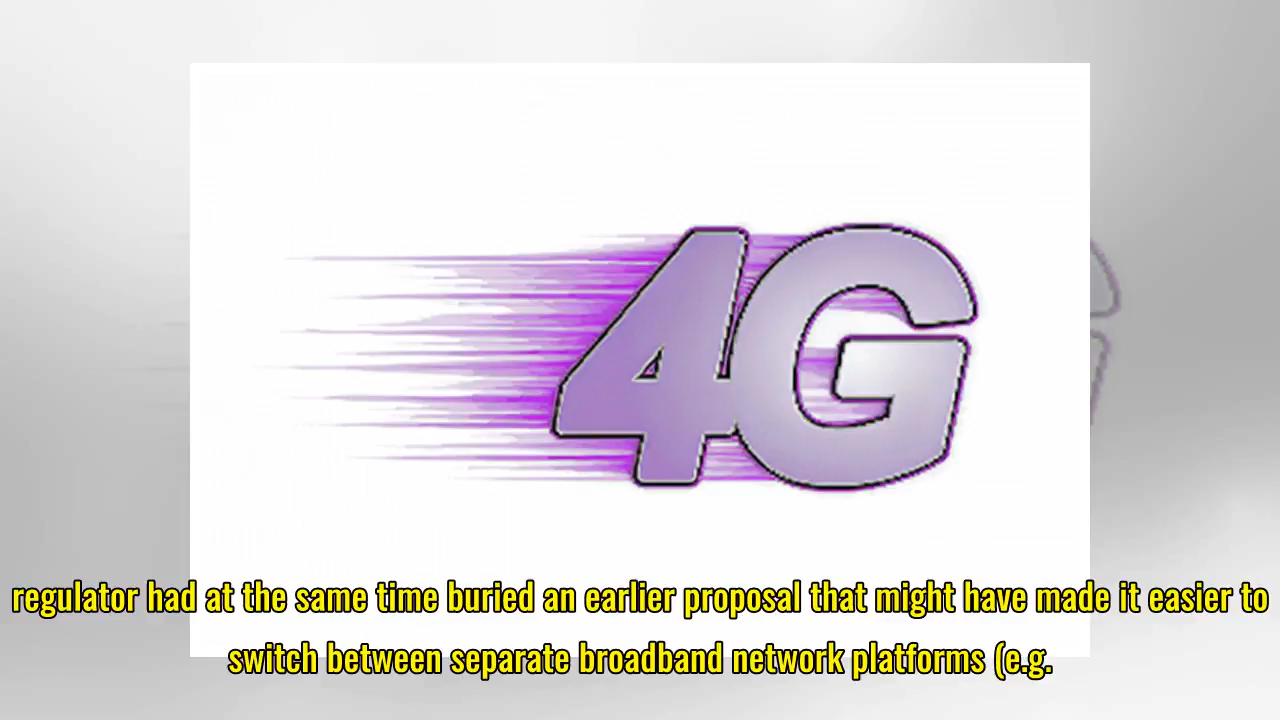 4G
regulator had at the same time buried an earlier proposal that might have made it easier to
switch between separate broadband network platforms (e.g.